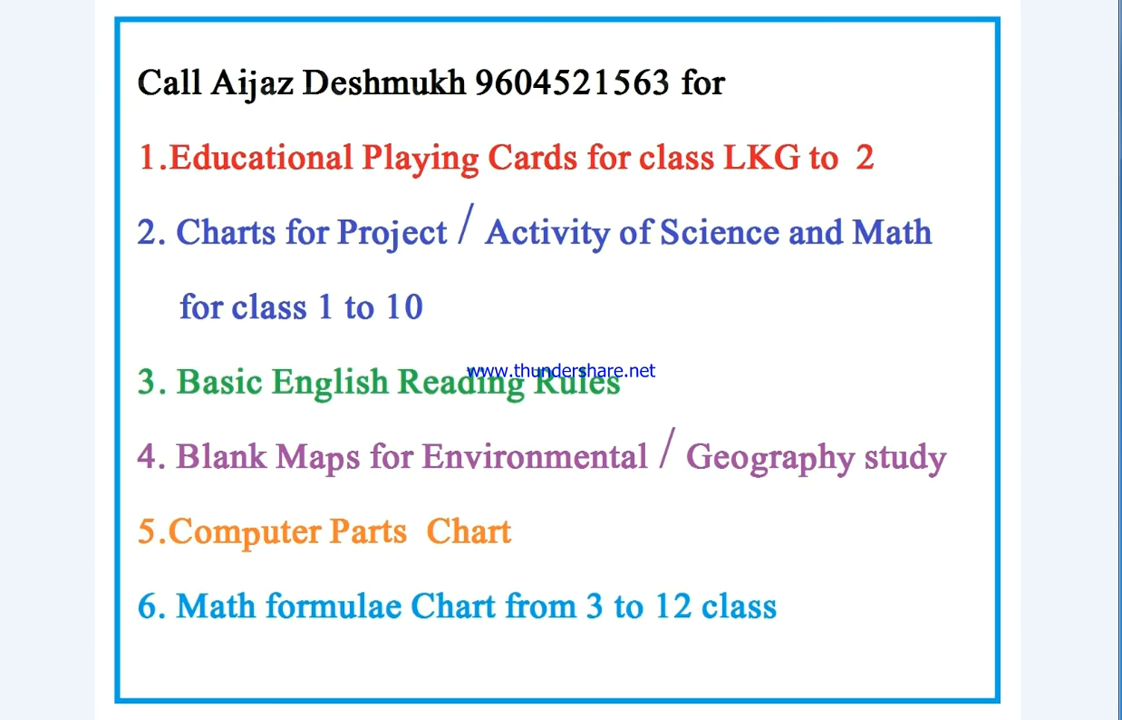 Call Aijaz Deshmukh 9604521563 for
1.Educational Playing Cards for class LKG to 2
2. Charts for Project / Activity of Science and Math
for class 1 to 10
www.thundershare.net
3. Basic English Reading Rules
4. Blank Maps for Environmental / Geography study
5.Computer Parts Chart
6. Math formulae Chart from 3 to 12 class